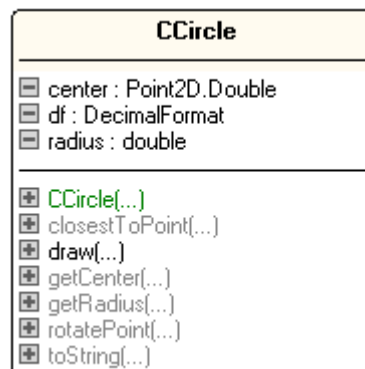 CCircle
center : Point2D.Double
df : DecimalFormat
radius : double
CCircle(...)
closestToPoint(...)
draw(...)
getCenter(...)
getRadius(...)
rotatePoint(...)
toString(...)